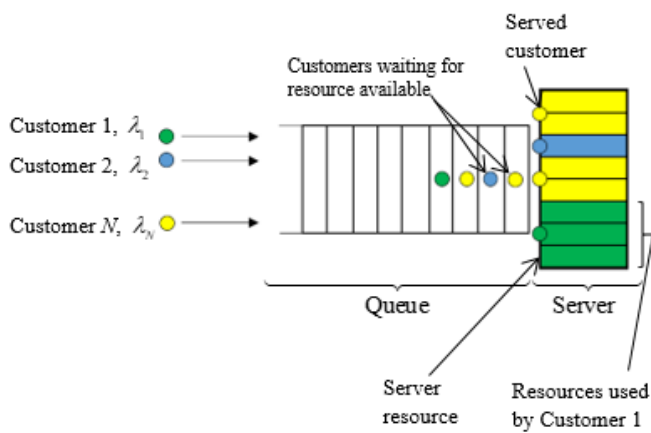 Served
customer
Customers waiting for
resource available
Customer 1, λ₁
Customer 2, λ₂
Customer N, λ_N
Queue
Server
Server
resource
Resources used
by Customer 1